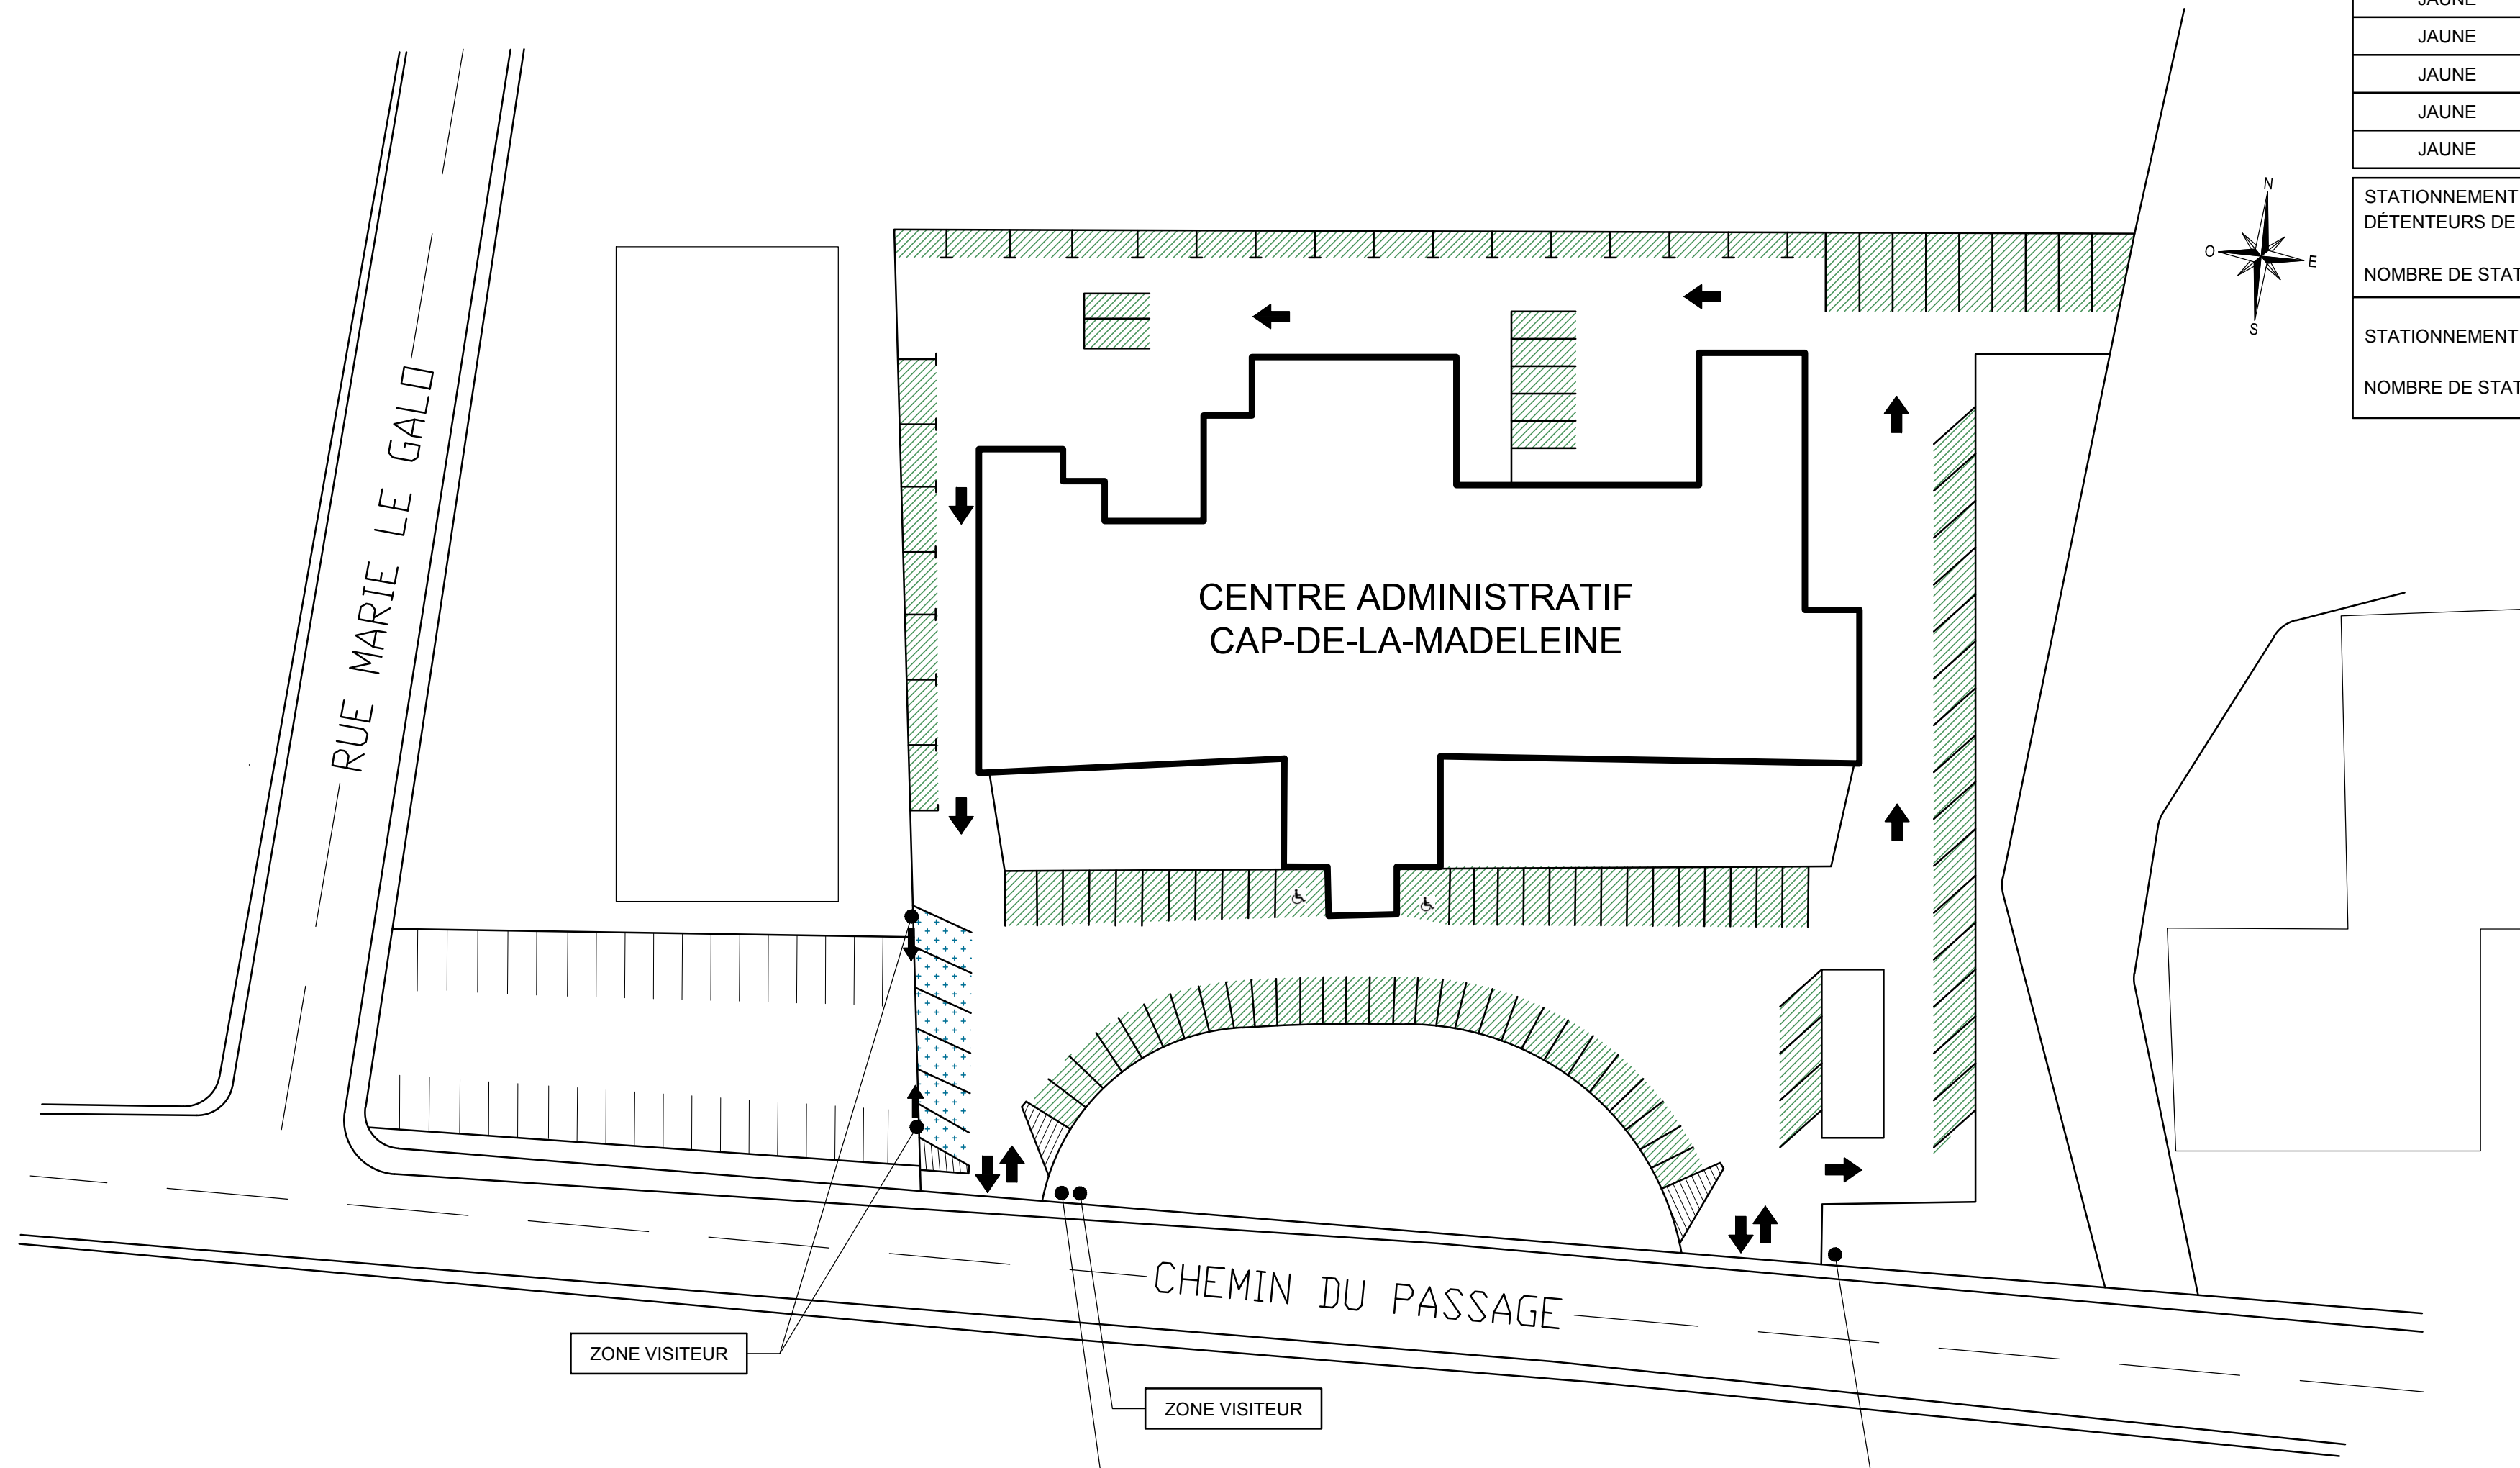 JAUNE
JAUNE
JAUNE
JAUNE
JAUNE
STATIONNEMENT
DÉTENTEURS DE
NOMBRE DE STAT
STATIONNEMENT
NOMBRE DE STAT
N
O
E
S
RUE MARIE LE GALD
CENTRE ADMINISTRATIF
CAP-DE-LA-MADELEINE
CHEMIN DU PASSAGE
ZONE VISITEUR
ZONE VISITEUR